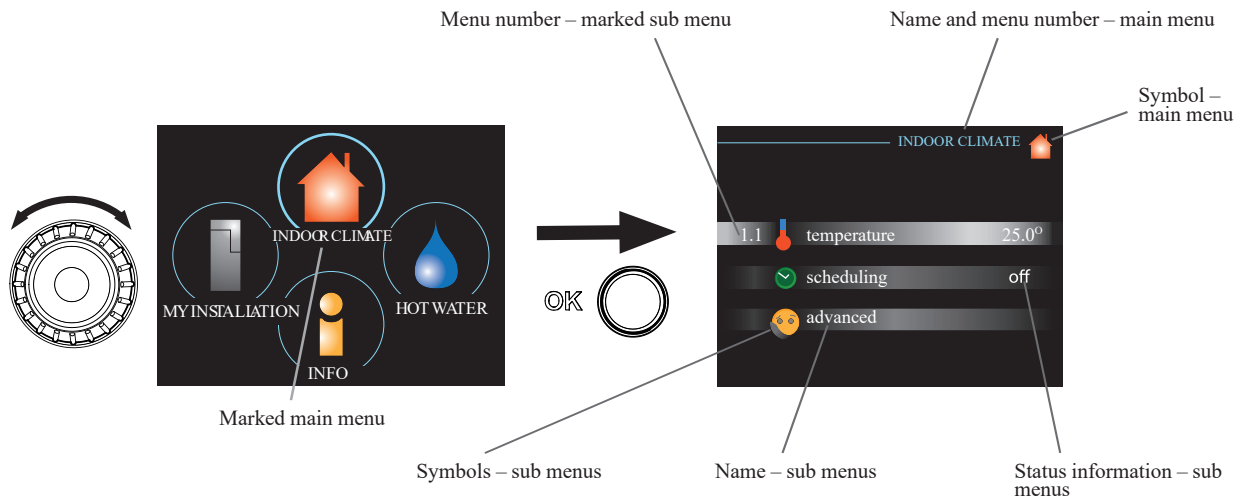 Menu number – marked sub menu
Name and menu number – main menu
Symbol –
main menu
INDOOR CLIMATE
MY INSTALIATION
HOT WATER
INFO
Marked main menu
OK
INDOOR CLIMATE
1.1 temperature 25.0°
scheduling off
advanced
Symbols – sub menus
Name – sub menus
Status information – sub
menus